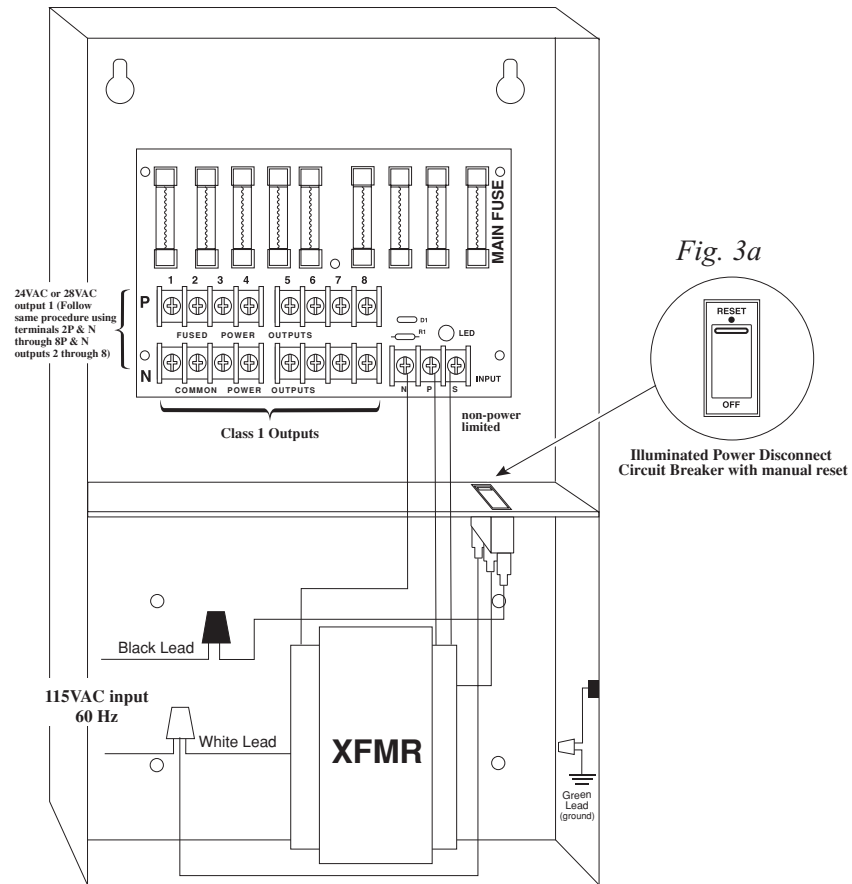 MAIN FUSE
Fig. 3a
1 2 3 4 5 6 7 8
24VAC or 28VAC
output 1 (Follow
same procedure using
terminals 2P & N
through 8P & N
outputs 2 through 8)
P
FUSED POWER OUTPUTS
D1
R1
LED
N
COMMON POWER OUTPUTS
N P S
INPUT
Class 1 Outputs
non-power
limited
RESET
OFF
Illuminated Power Disconnect
Circuit Breaker with manual reset
Black Lead
115VAC input
60 Hz
White Lead
XFMR
Green
Lead
(ground)